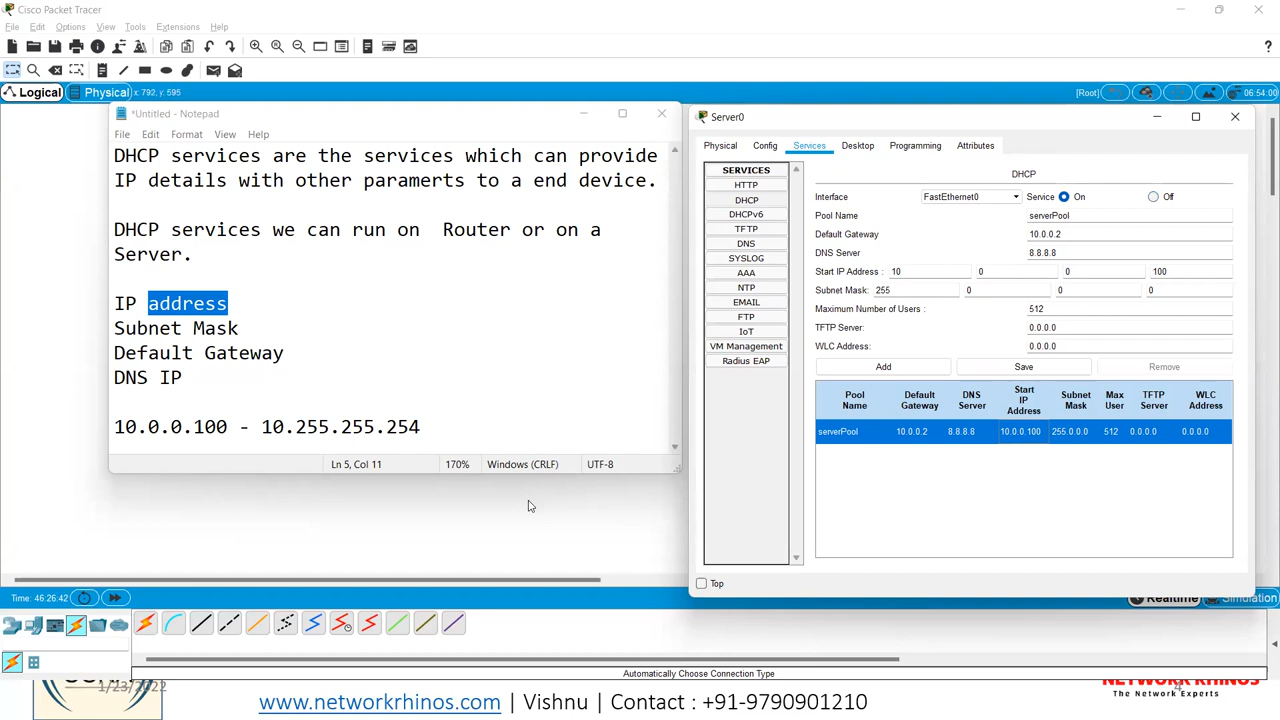 Cisco Packet Tracer
File Edit Options View Tools Extensions Help
Logical Physical x: 792, y: 595 [Root] 06:54:00
*Untitled - Notepad
File Edit Format View Help
DHCP services are the services which can provide
IP details with other paramerts to a end device.
DHCP services we can run on Router or on a
Server.
IP address
Subnet Mask
Default Gateway
DNS IP
10.0.0.100 - 10.255.255.254
Ln 5, Col 11 170% Windows (CRLF) UTF-8
Server0
Physical Config Services Desktop Programming Attributes
SERVICES
HTTP
DHCP
DHCPv6
TFTP
DNS
SYSLOG
AAA
NTP
EMAIL
FTP
IoT
VM Management
Radius EAP
DHCP
Interface FastEthernet0 Service On Off
Pool Name serverPool
Default Gateway 10.0.0.2
DNS Server 8.8.8.8
Start IP Address : 10 0 0 100
Subnet Mask: 255 0 0 0
Maximum Number of Users : 512
TFTP Server: 0.0.0.0
WLC Address: 0.0.0.0
Add Save Remove
Pool Name Default Gateway DNS Server Start IP Address Subnet Mask Max User TFTP Server WLC Address
serverPool 10.0.0.2 8.8.8.8 10.0.0.100 255.0.0.0 512 0.0.0.0 0.0.0.0
Top
Time: 46:26:42 Realtime Simulation
Automatically Choose Connection Type
1/23/2022
www.networkrhinos.com | Vishnu | Contact : +91-9790901210
NETWORK RHINOS
The Network Experts
4